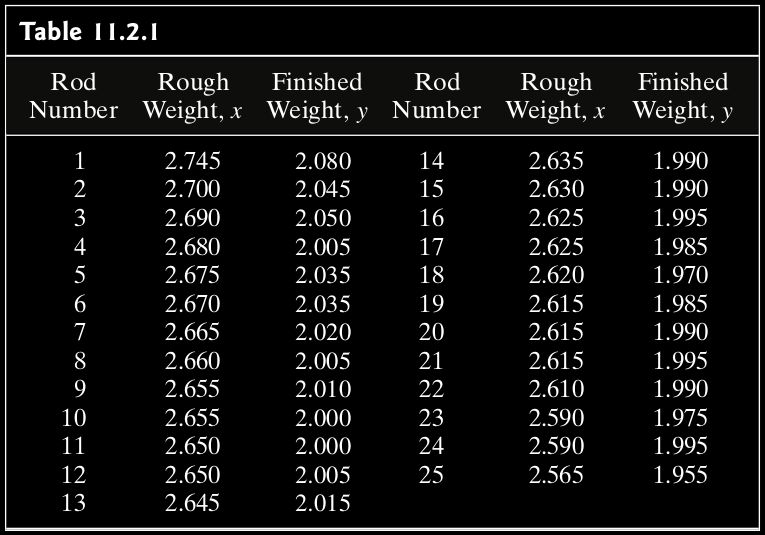 Table 11.2.1
Rod Rough Finished Rod Rough Finished
Number Weight, x Weight, y Number Weight, x Weight, y
1 2.745 2.080 14 2.635 1.990
2 2.700 2.045 15 2.630 1.990
3 2.690 2.050 16 2.625 1.995
4 2.680 2.005 17 2.625 1.985
5 2.675 2.035 18 2.620 1.970
6 2.670 2.035 19 2.615 1.985
7 2.665 2.020 20 2.615 1.990
8 2.660 2.005 21 2.615 1.995
9 2.655 2.010 22 2.610 1.990
10 2.655 2.000 23 2.590 1.975
11 2.650 2.000 24 2.590 1.995
12 2.650 2.005 25 2.565 1.955
13 2.645 2.015